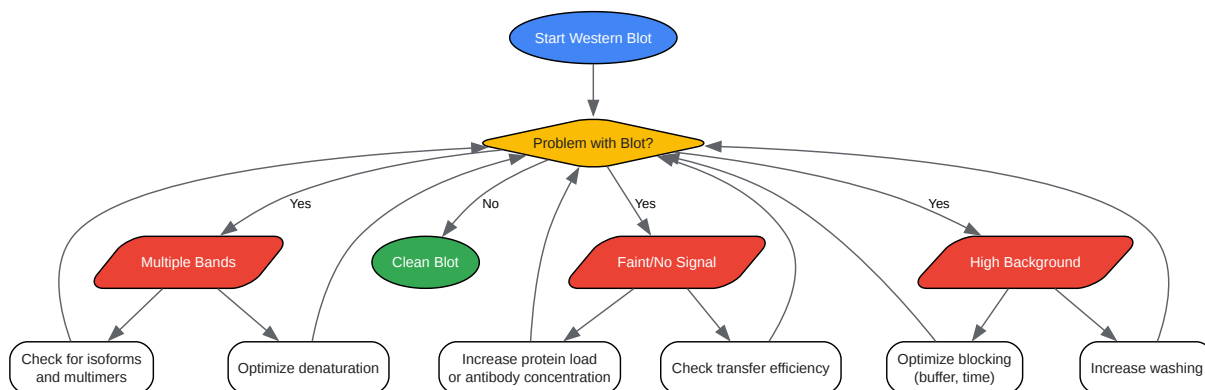 Start Western Blot
Problem with Blot?
Yes
No
Yes
Yes
Multiple Bands
Clean Blot
Faint/No Signal
High Background
Check for isoforms
and multimers
Optimize denaturation
Increase protein load
or antibody concentration
Check transfer efficiency
Optimize blocking
(buffer, time)
Increase washing